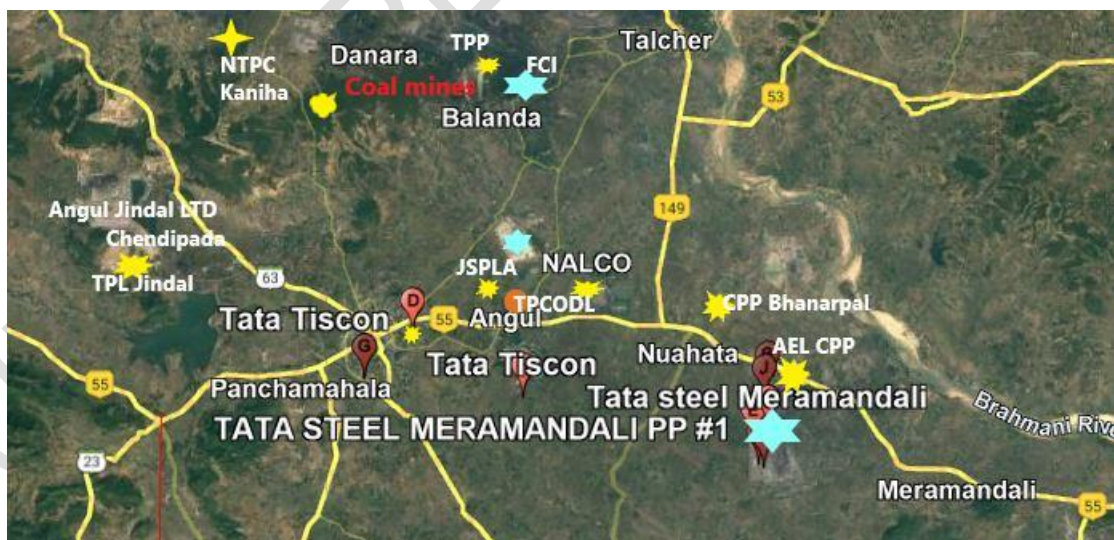 TPP
Talcher
Danara
NTPC
Kaniha
FCI
Coal mines
Balanda
53
Angul Jindal LTD
Chendipada
149
TPL Jindal
63
JSPLA
NALCO
D
TPCODL
CPP Bhanarpal
Tata Tiscon
55
Angul
G
Nuahata
AEL CPP
J
Tata Tiscon
Panchamahala
55
Tata steel Meramandali
Brahmani Rive
TATA STEEL MERAMANDALI PP #1
23
Meramandali
55